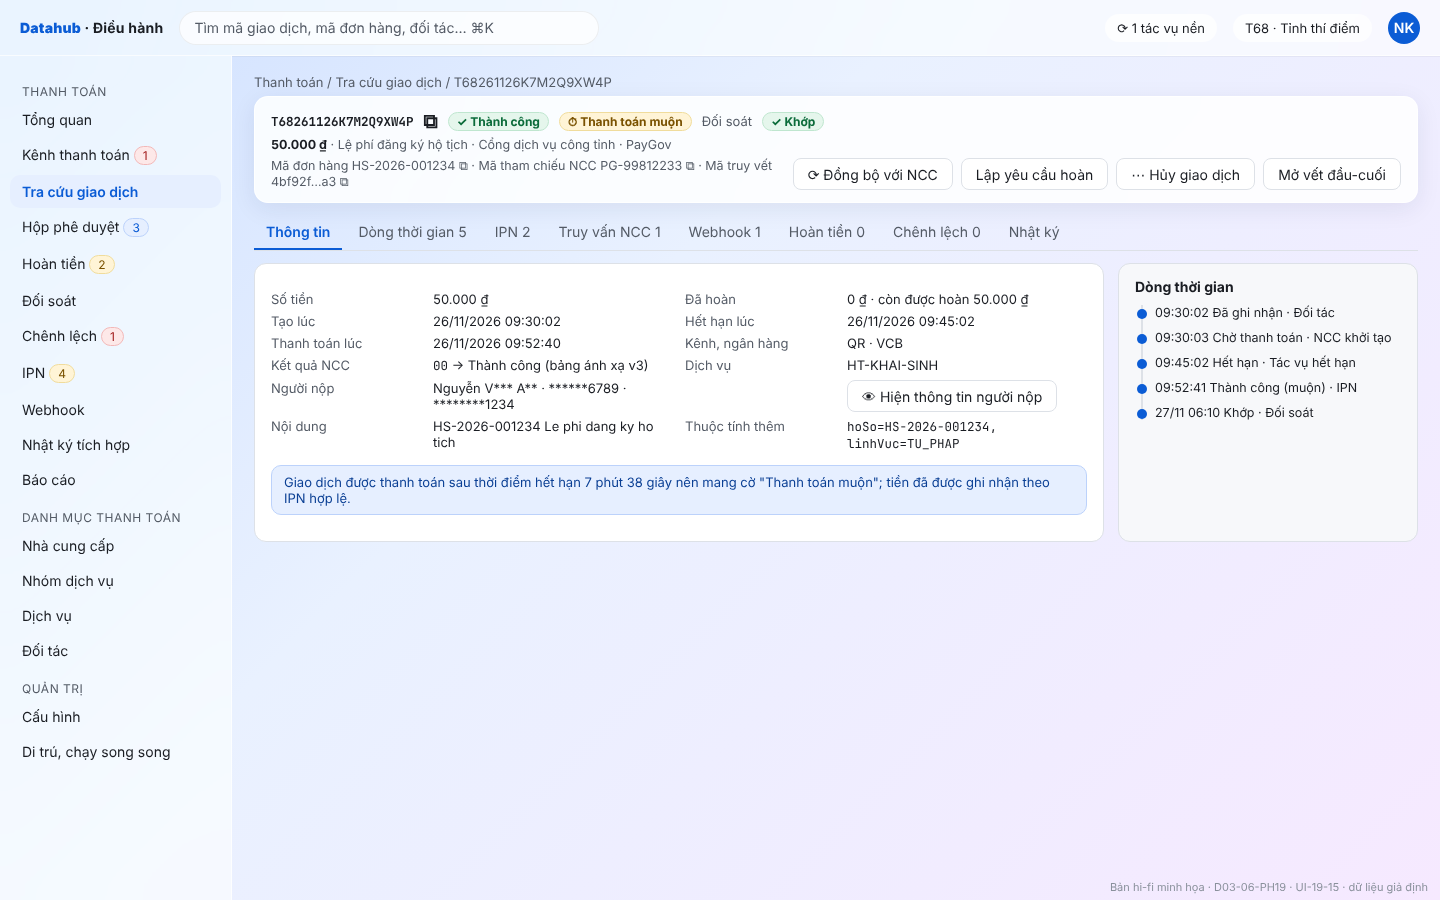 Datahub · Điều hành
Tìm mã giao dịch, mã đơn hàng, đối tác... ⌘K
⟳ 1 tác vụ nền
T68 · Tỉnh thí điểm
NK
THANH TOÁN
Tổng quan
Kênh thanh toán 1
Tra cứu giao dịch
Hộp phê duyệt 3
Hoàn tiền 2
Đối soát
Chênh lệch 1
IPN 4
Webhook
Nhật ký tích hợp
Báo cáo
DANH MỤC THANH TOÁN
Nhà cung cấp
Nhóm dịch vụ
Dịch vụ
Đối tác
QUẢN TRỊ
Cấu hình
Di trú, chạy song song
Thanh toán / Tra cứu giao dịch / T68261126K7M2Q9XW4P
T68261126K7M2Q9XW4P ⧉ ✓ Thành công ⏱ Thanh toán muộn Đối soát ✓ Khớp
50.000 ₫ · Lệ phí đăng ký hộ tịch · Cổng dịch vụ công tỉnh · PayGov
Mã đơn hàng HS-2026-001234 ⧉ · Mã tham chiếu NCC PG-99812233 ⧉ · Mã truy vết
4bf92f...a3 ⧉
⟳ Đồng bộ với NCC
Lập yêu cầu hoàn
⋯ Hủy giao dịch
Mở vết đầu-cuối
Thông tin
Dòng thời gian 5
IPN 2
Truy vấn NCC 1
Webhook 1
Hoàn tiền 0
Chênh lệch 0
Nhật ký
Số tiền 50.000 ₫ Đã hoàn 0 ₫ · còn được hoàn 50.000 ₫
Tạo lúc 26/11/2026 09:30:02 Hết hạn lúc 26/11/2026 09:45:02
Thanh toán lúc 26/11/2026 09:52:40 Kênh, ngân hàng QR · VCB
Kết quả NCC 00 → Thành công (bảng ánh xạ v3) Dịch vụ HT-KHAI-SINH
Người nộp Nguyễn V*** A** · ******6789 ·
********1234
👁 Hiện thông tin người nộp
Nội dung HS-2026-001234 Le phi dang ky ho
tich
Thuộc tính thêm hoSo=HS-2026-001234,
linhVuc=TU_PHAP
Giao dịch được thanh toán sau thời điểm hết hạn 7 phút 38 giây nên mang cờ "Thanh toán muộn"; tiền đã được ghi nhận theo
IPN hợp lệ.
Dòng thời gian
09:30:02 Đã ghi nhận · Đối tác
09:30:03 Chờ thanh toán · NCC khởi tạo
09:45:02 Hết hạn · Tác vụ hết hạn
09:52:41 Thành công (muộn) · IPN
27/11 06:10 Khớp · Đối soát
Bản hi-fi minh họa · D03-06-PH19 · UI-19-15 · dữ liệu giả định